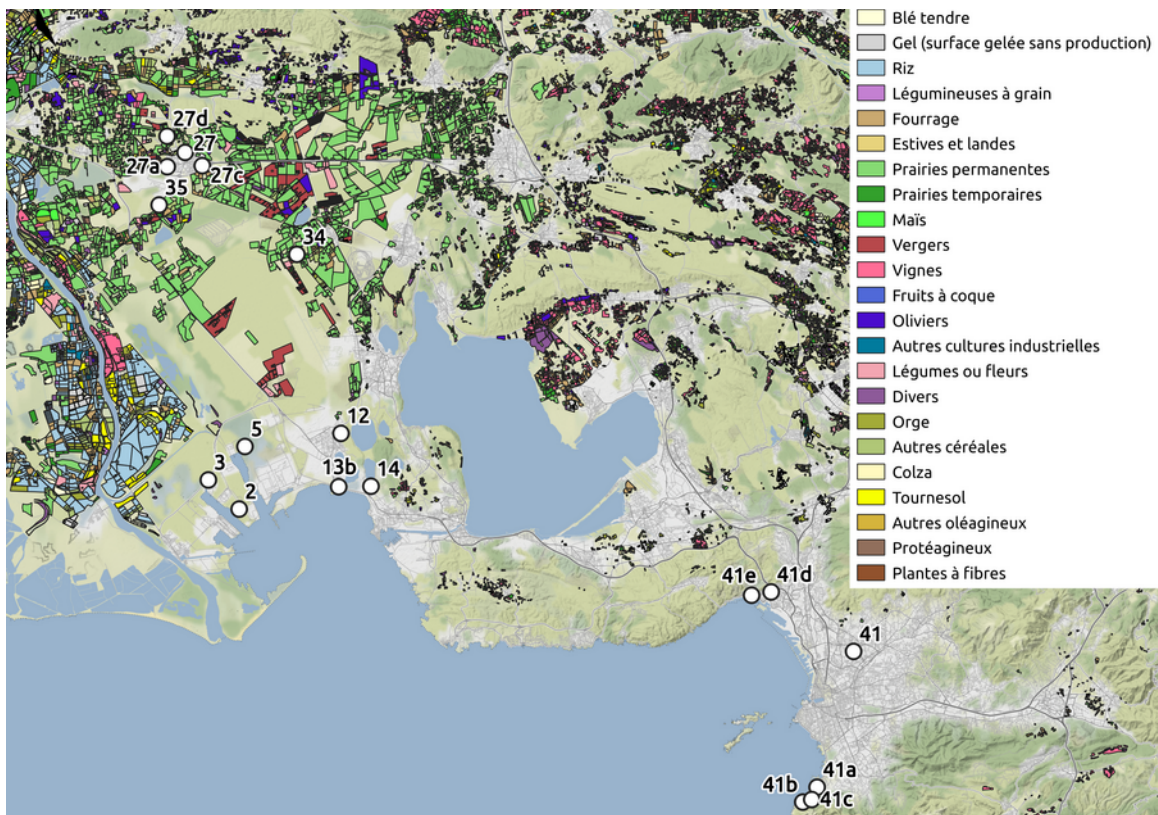 Blé tendre
Gel (surface gelée sans production)
Riz
Légumineuses à grain
Fourrage
Estives et landes
Prairies permanentes
Prairies temporaires
Maïs
Vergers
Vignes
Fruits à coque
Oliviers
Autres cultures industrielles
Légumes ou fleurs
Divers
Orge
Autres céréales
Colza
Tournesol
Autres oléagineux
Protéagineux
Plantes à fibres
27d
27
27a
27c
35
34
12
5
3
13b
14
2
41e
41d
41
41a
41b
41c